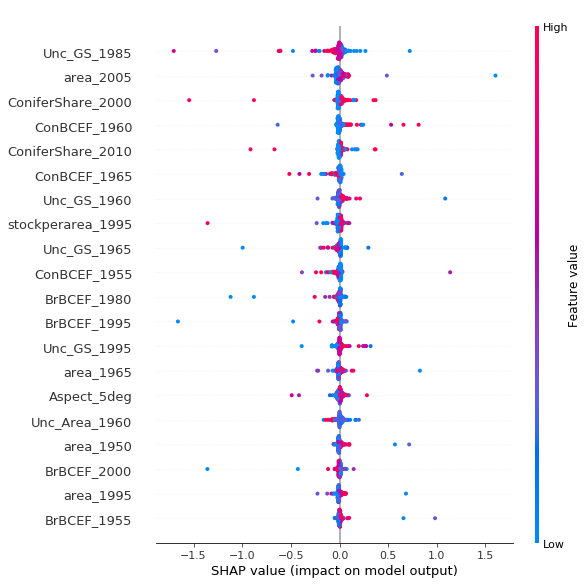 High
Unc_GS_1985
area_2005
ConiferShare_2000
ConBCEF_1960
ConiferShare_2010
ConBCEF_1965
Unc_GS_1960
stockperarea_1995
Unc_GS_1965
ConBCEF_1955
BrBCEF_1980
BrBCEF_1995
Unc_GS_1995
area_1965
Aspect_5deg
Unc_Area_1960
area_1950
BrBCEF_2000
area_1995
BrBCEF_1955
Feature value
Low
−1.5 −1.0 −0.5 0.0 0.5 1.0 1.5
SHAP value (impact on model output)